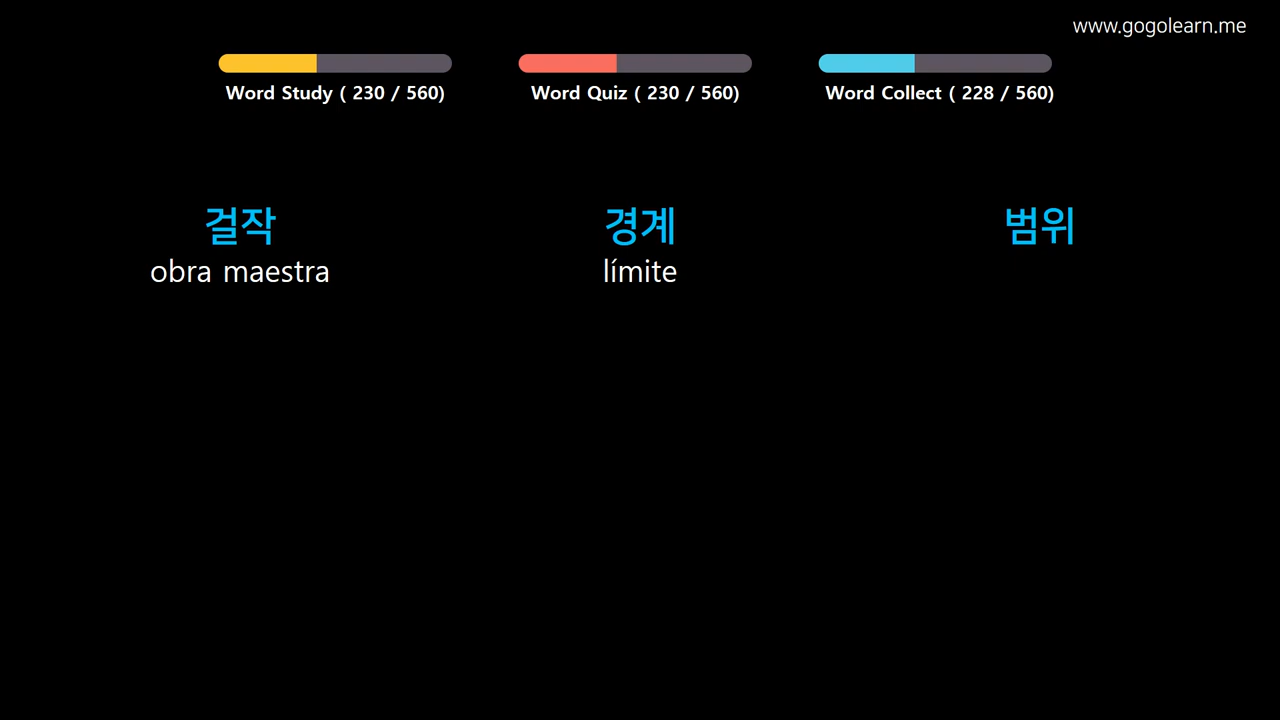 www.gogolearn.me
Word Study ( 230 / 560)
Word Quiz ( 230 / 560)
Word Collect ( 228 / 560)
걸작
obra maestra
경계
límite
범위